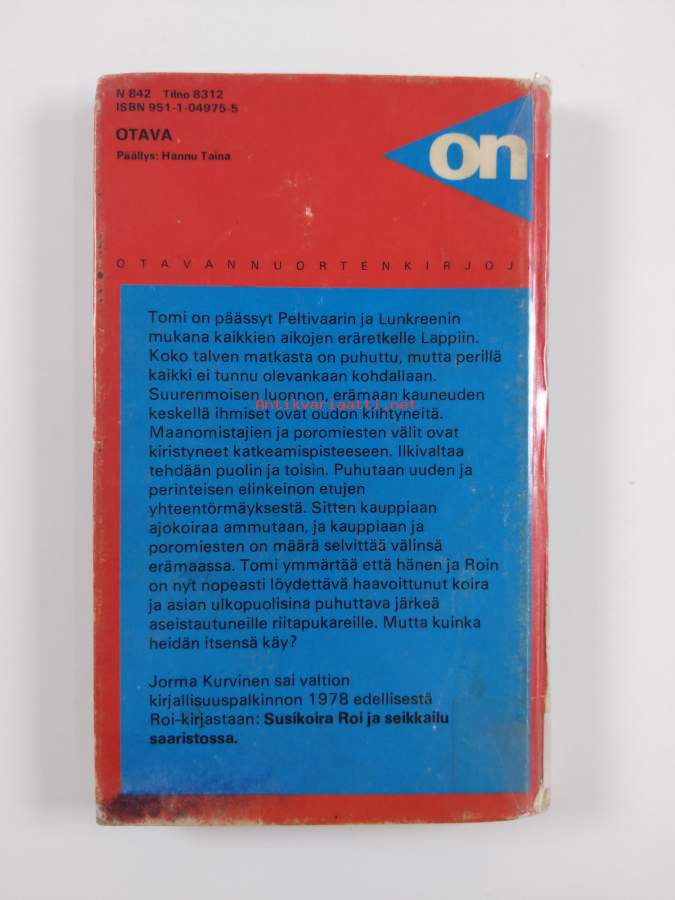 N 842 Tilno 8312
ISBN 951-1-04975-5
OTAVA
Päällys: Hannu Taina
on
OTAVANNUORTENKIRJOJ
Tomi on päässyt Peltivaarin ja Lunkreenin
mukana kaikkien aikojen eräretkelle Lappiin.
Koko talven matkasta on puhuttu, mutta perillä
kaikki ei tunnu olevankaan kohdallaan.
Suurenmoisen luonnon, erämaan kauneuden
Antikvariaatti.net
keskellä ihmiset ovat oudon kiihtyneitä.
Maanomistajien ja poromiesten välit ovat
kiristyneet katkeamispisteeseen. Ilkivaltaa
tehdään puolin ja toisin. Puhutaan uuden ja
perinteisen elinkeinon etujen
yhteentörmäyksestä. Sitten kauppiaan
ajokoiraa ammutaan, ja kauppiaan ja
poromiesten on määrä selvittää välinsä
erämaassa. Tomi ymmärtää että hänen ja Roin
on nyt nopeasti löydettävä haavoittunut koira
ja asian ulkopuolisina puhuttava järkeä
aseistautuneille riitapukareille. Mutta kuinka
heidän itsensä käy?
Jorma Kurvinen sai valtion
kirjallisuuspalkinnon 1978 edellisestä
Roi-kirjastaan: Susikoira Roi ja seikkailu
saaristossa.